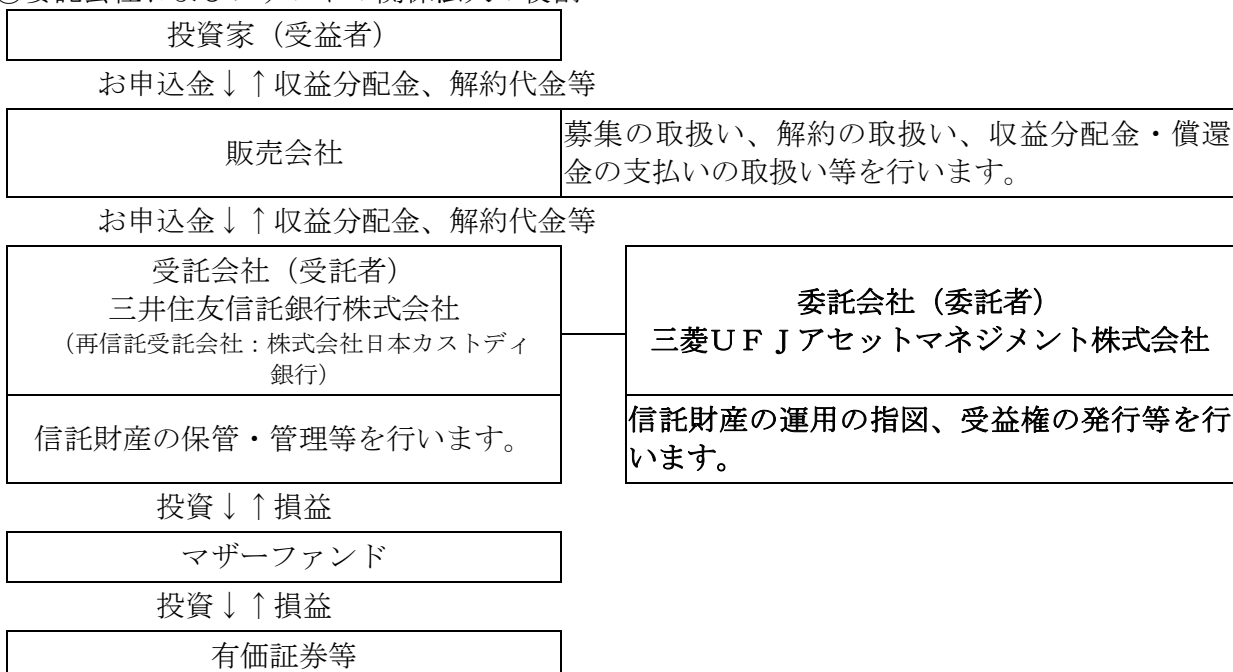 投資家（受益者）
お申込金↓↑収益分配金、解約代金等
販売会社
募集の取扱い、解約の取扱い、収益分配金・償還
金の支払いの取扱い等を行います。
お申込金↓↑収益分配金、解約代金等
受託会社（受託者）
三井住友信託銀行株式会社
（再信託受託会社：株式会社日本カストディ
銀行）
委託会社（委託者）
三菱ＵＦＪアセットマネジメント株式会社
信託財産の保管・管理等を行います。
信託財産の運用の指図、受益権の発行等を行
います。
投資↓↑損益
マザーファンド
投資↓↑損益
有価証券等